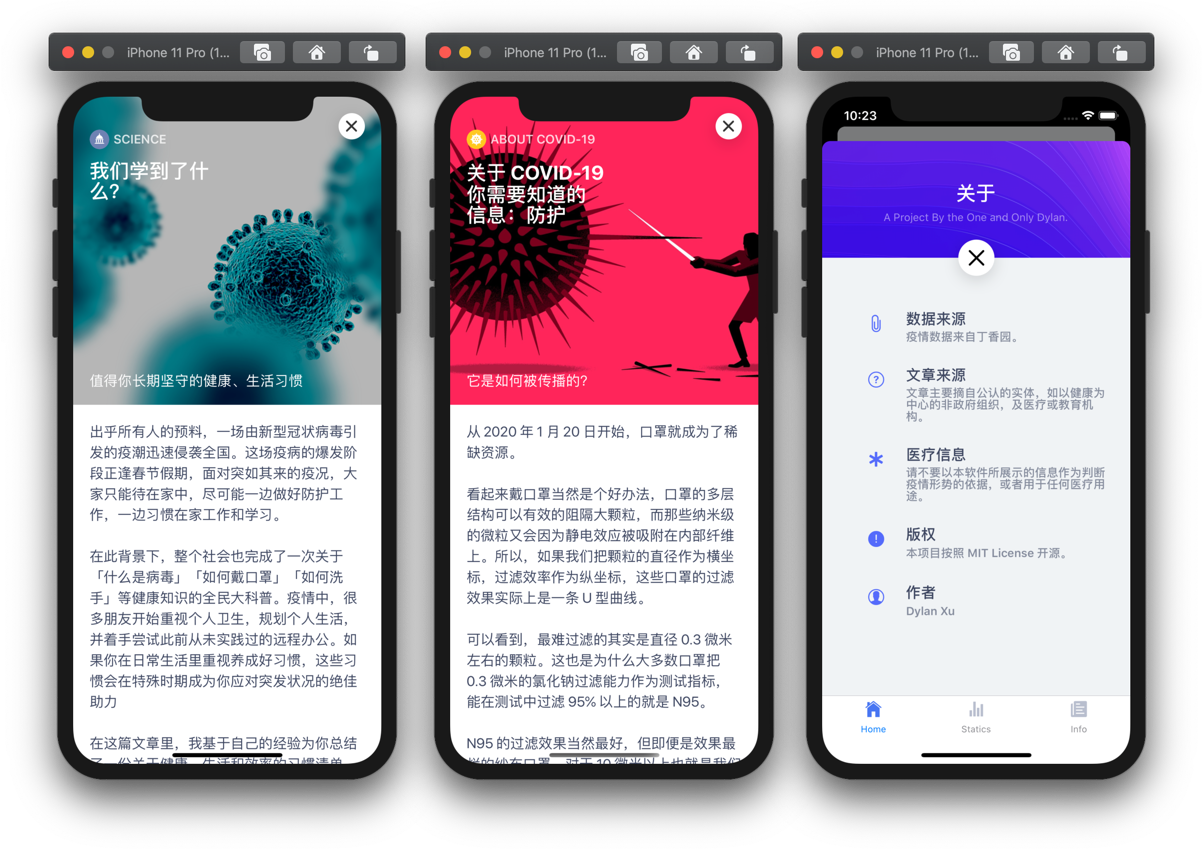 iPhone 11 Pro (1...
SCIENCE
我们学到了什
么?
值得你长期坚守的健康、生活习惯
出乎所有人的预料，一场由新型冠状病毒引
发的疫潮迅速侵袭全国。这场疫病的爆发阶
段正逢春节假期，面对突如其来的疫况，大
家只能待在家中，尽可能一边做好防护工
作，一边习惯在家工作和学习。
在此背景下，整个社会也完成了一次关于
「什么是病毒」「如何戴口罩」「如何洗
手」等健康知识的全民大科普。疫情中，很
多朋友开始重视个人卫生，规划个人生活，
并着手尝试此前从未实践过的远程办公。如
果你在日常生活里重视养成好习惯，这些习
惯会在特殊时期成为你应对突发状况的绝佳
助力
在这篇文章里，我基于自己的经验为你总结
了一份关于健康、生活和效率的习惯清单
iPhone 11 Pro (1...
ABOUT COVID-19
关于 COVID-19
你需要知道的
信息：防护
它是如何被传播的?
从 2020 年 1 月 20 日开始，口罩就成为了稀
缺资源。
看起来戴口罩当然是个好办法，口罩的多层
结构可以有效的阻隔大颗粒，而那些纳米级
的微粒又会因为静电效应被吸附在内部纤维
上。所以，如果我们把颗粒的直径作为横坐
标，过滤效率作为纵坐标，这些口罩的过滤
效果实际上是一条 U 型曲线。
可以看到，最难过滤的其实是直径 0.3 微米
左右的颗粒。这也是为什么大多数口罩把
0.3 微米的氯化钠过滤能力作为测试指标，
能在测试中过滤 95% 以上的就是 N95。
N95 的过滤效果当然最好，但即便是效果最
iPhone 11 Pro (1...
10:23
关于
A Project By the One and Only Dylan.
数据来源
疫情数据来自丁香园。
文章来源
文章主要摘自公认的实体，如以健康为
中心的非政府组织，及医疗或教育机
构。
医疗信息
请不要以本软件所展示的信息作为判断
疫情形势的依据，或者用于任何医疗用
途。
版权
本项目按照 MIT License 开源。
作者
Dylan Xu
Home
Statics
Info